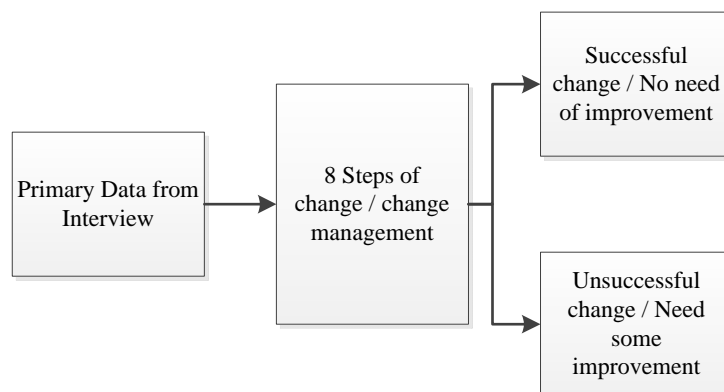 Primary Data from
Interview
8 Steps of
change / change
management
Successful
change / No need
of improvement
Unsuccessful
change / Need
some
improvement